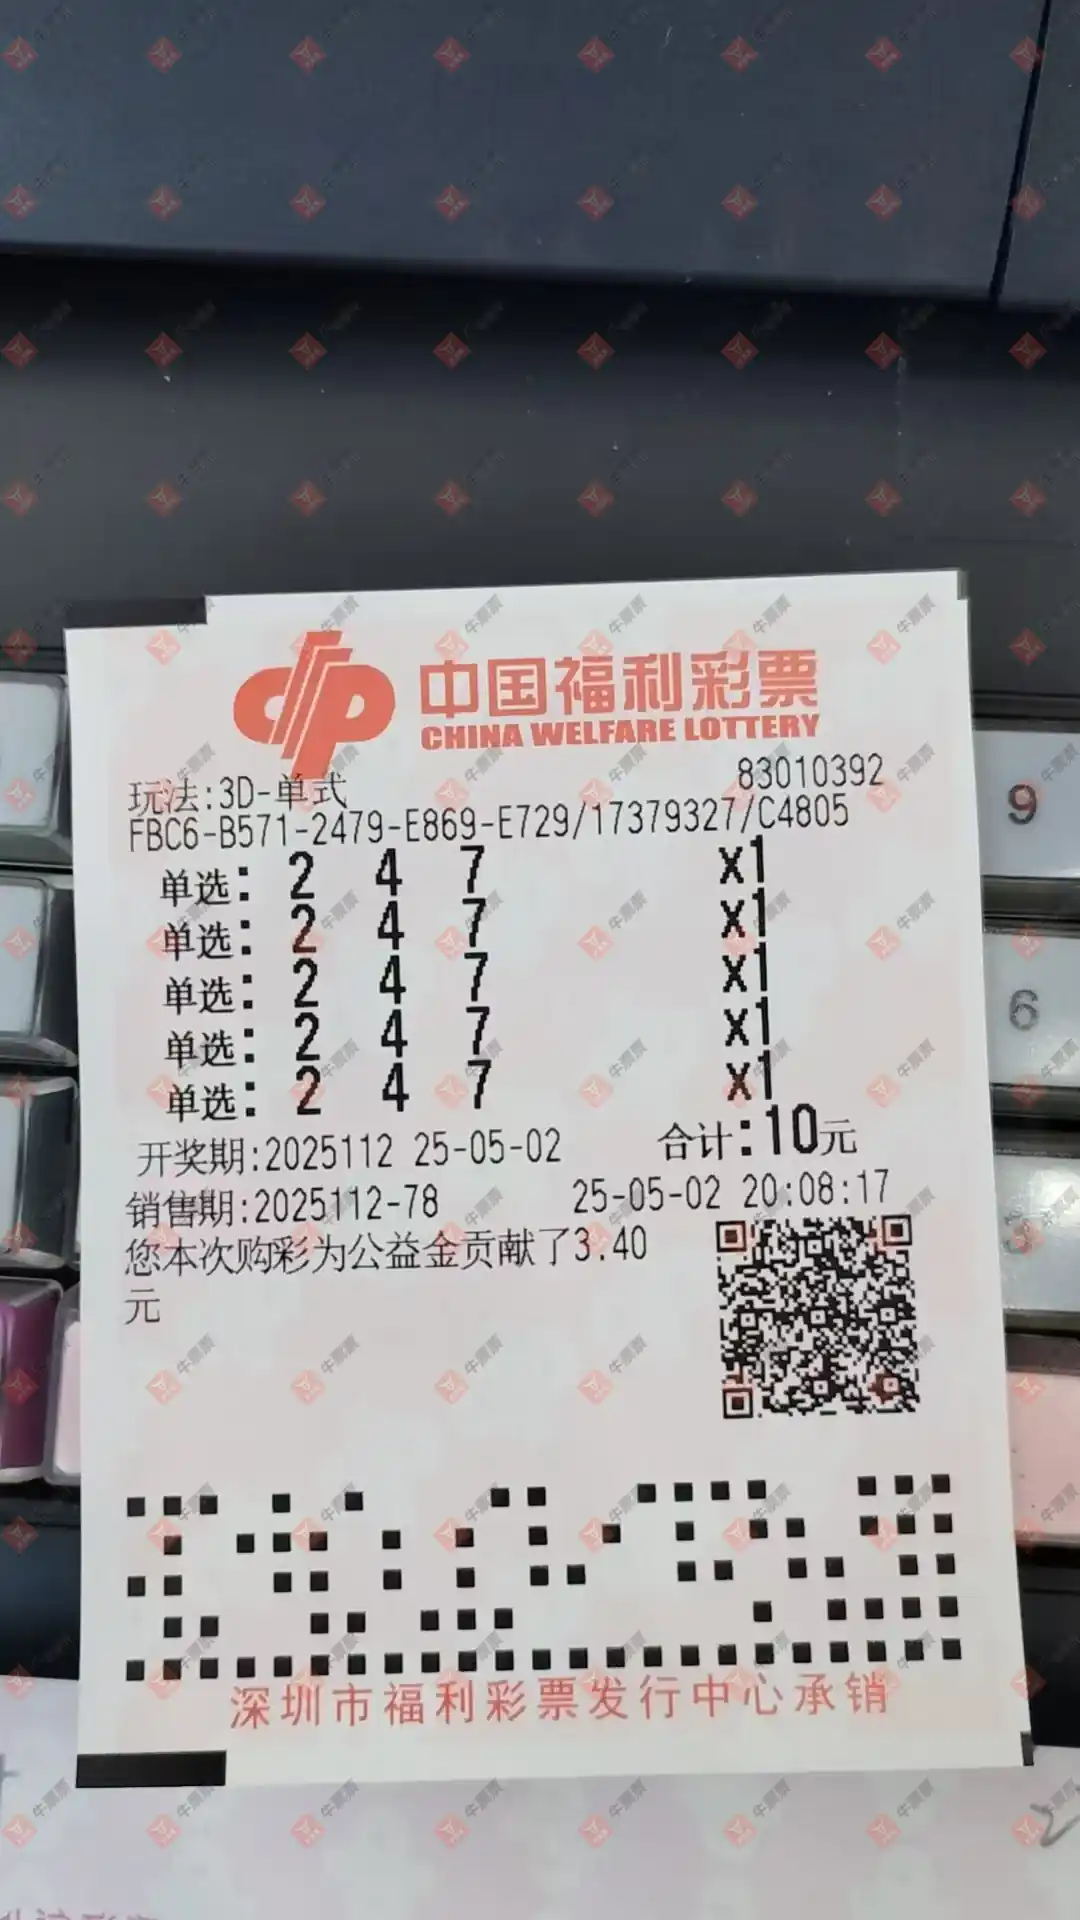 中国福利彩票
CHINA WELFARE LOTTERY
玩法:3D-单式 83010392
FBC6-B571-2479-E869-E729/17379327/C4805
单选: 2 4 7 x1
单选: 2 4 7 x1
单选: 2 4 7 x1
单选: 2 4 7 x1
单选: 2 4 7 x1
开奖期:2025112 25-05-02 合计:10元
销售期:2025112-78 25-05-02 20:08:17
您本次购彩为公益金贡献了3.40
元
深圳市福利彩票发行中心承销
9
6
3
牛票票